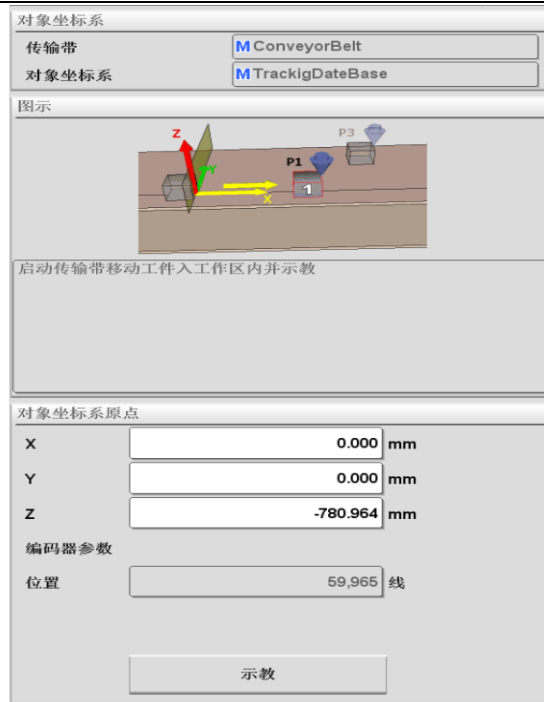 对象坐标系
传输带 M ConveyorBelt
对象坐标系 M TrackigDateBase
图示
Z Y X P1 1 P3
启动传输带移动工件入工作区内并示教
对象坐标系原点
X 0.000 mm
Y 0.000 mm
Z -780.964 mm
编码器参数
位置 59,965 线
示教